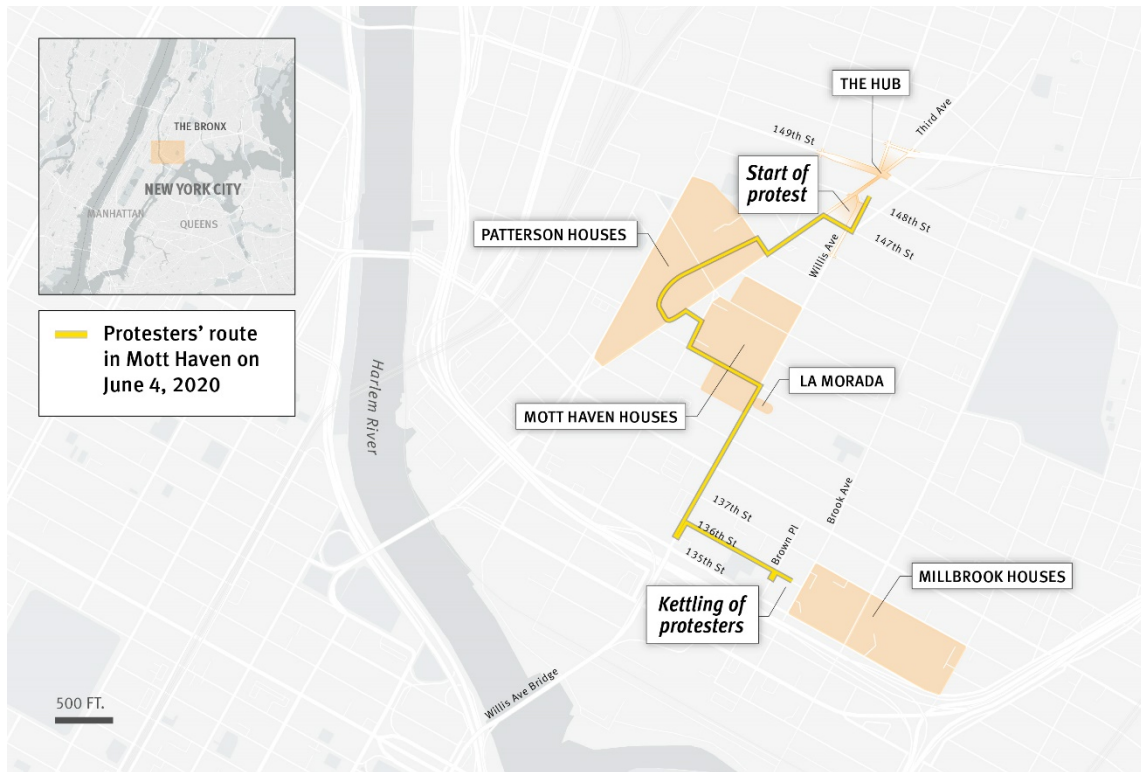 THE BRONX
NEW YORK CITY
MANHATTAN
QUEENS
Protesters’ route
in Mott Haven on
June 4, 2020
THE HUB
Third Ave
149th St
Start of
protest
148th St
147th St
Willis Ave
PATTERSON HOUSES
LA MORADA
MOTT HAVEN HOUSES
Harlem River
137th St
136th St
135th St
Brown Pl
Brook Ave
MILLBROOK HOUSES
Kettling of
protesters
Willis Ave Bridge
500 FT.